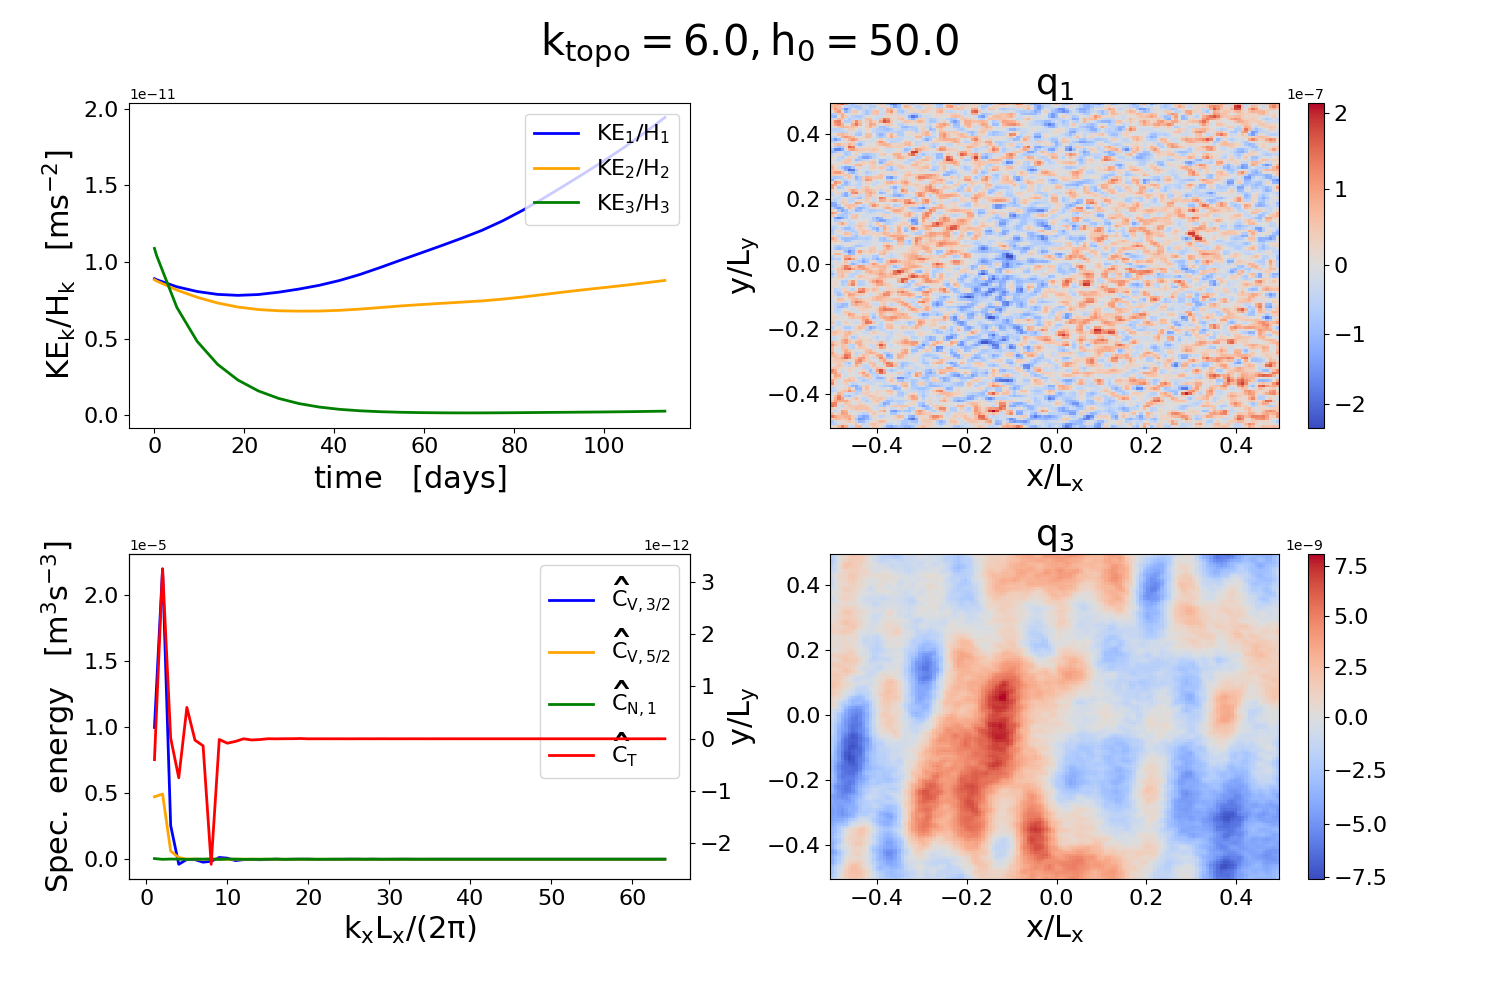 k_topo = 6.0, h_0 = 50.0
1e−11
KE_k/H_k [ms^−2]
2.0
1.5
1.0
0.5
0.0
KE_1/H_1
KE_2/H_2
KE_3/H_3
0 20 40 60 80 100
time [days]
q_1
1e−7
y/L_y
0.4
0.2
0.0
−0.2
−0.4
−0.4 −0.2 0.0 0.2 0.4
x/L_x
2
1
0
−1
−2
1e−5
1e−12
Spec. energy [m^3s^−3]
2.0
1.5
1.0
0.5
0.0
Ĉ_V, 3/2
Ĉ_V, 5/2
Ĉ_N, 1
Ĉ_T
3
2
1
0
−1
−2
0 10 20 30 40 50 60
k_xL_x/(2π)
q_3
1e−9
y/L_y
0.4
0.2
0.0
−0.2
−0.4
−0.4 −0.2 0.0 0.2 0.4
x/L_x
7.5
5.0
2.5
0.0
−2.5
−5.0
−7.5